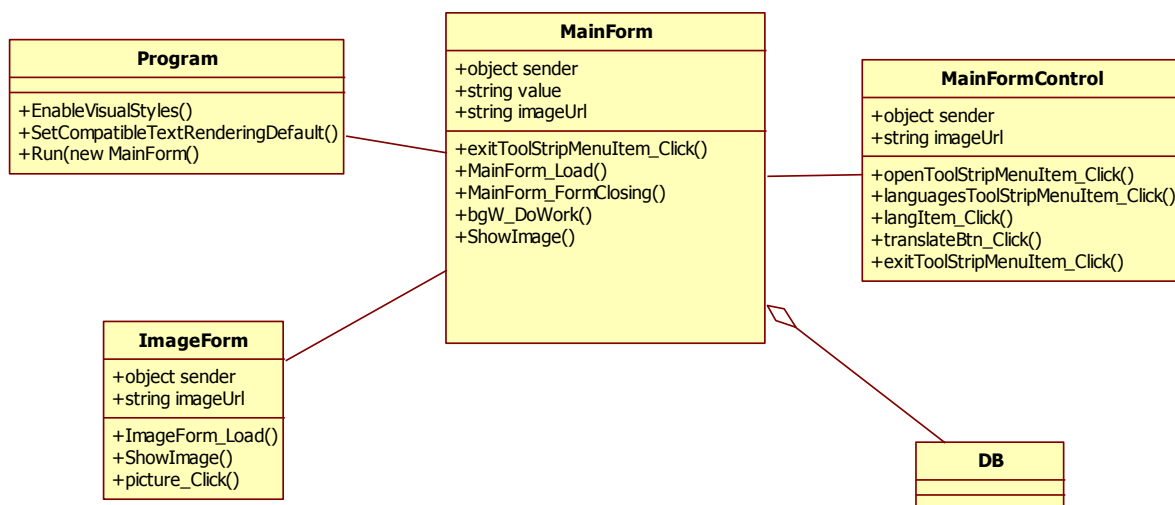 Program
+EnableVisualStyles()
+SetCompatibleTextRenderingDefault()
+Run(new MainForm()
MainForm
+object sender
+string value
+string imageUrl
+exitToolStripMenuItem_Click()
+MainForm_Load()
+MainForm_FormClosing()
+bgW_DoWork()
+ShowImage()
MainFormControl
+object sender
+string imageUrl
+openToolStripMenuItem_Click()
+languagesToolStripMenuItem_Click()
+langItem_Click()
+translateBtn_Click()
+exitToolStripMenuItem_Click()
ImageForm
+object sender
+string imageUrl
+ImageForm_Load()
+ShowImage()
+picture_Click()
DB